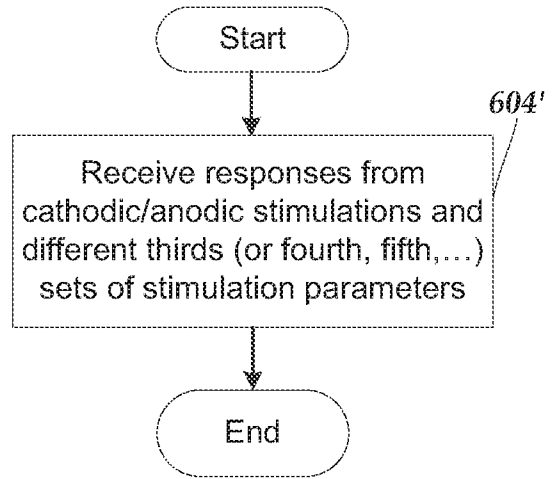 Start
604'
Receive responses from
cathodic/anodic stimulations and
different thirds (or fourth, fifth,...)
sets of stimulation parameters
End